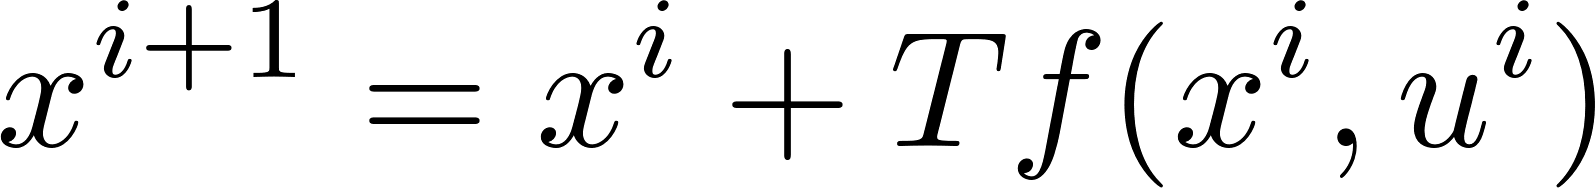 x^{i+1} = x^i + Tf(x^i, u^i)